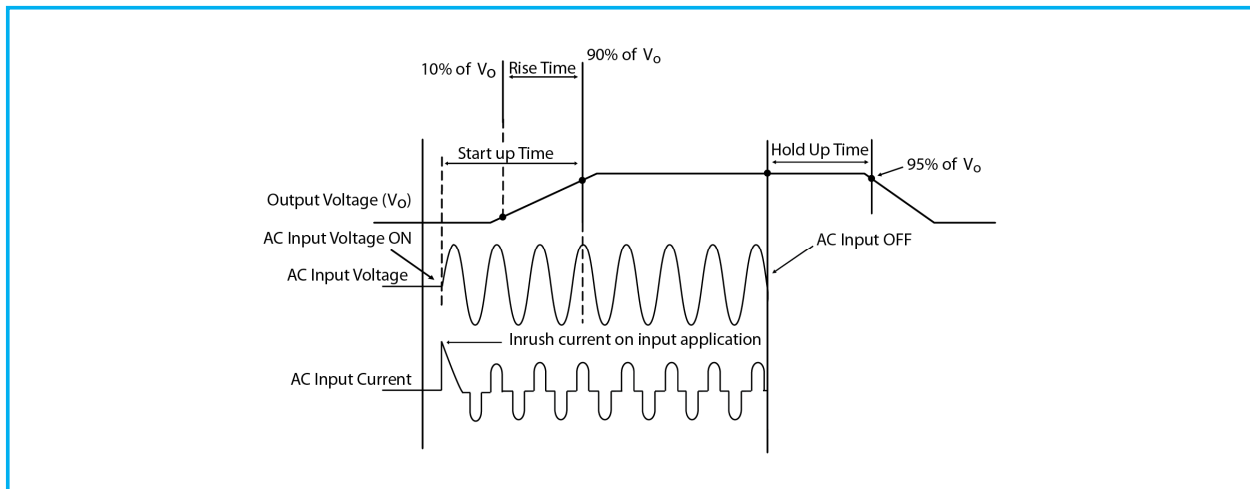 90% of VO
10% of VO
Rise Time
Start up Time
Hold Up Time
95% of VO
Output Voltage (VO)
AC Input Voltage ON
AC Input OFF
AC Input Voltage
Inrush current on input application
AC Input Current